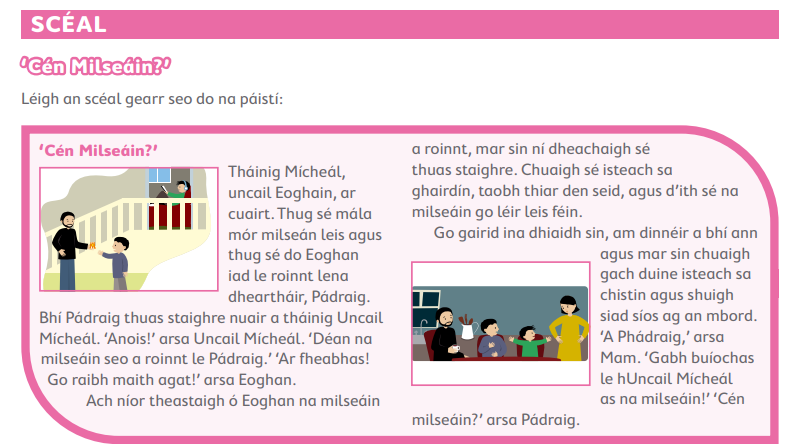 SCÉAL
'Cén Milseáin?'
Léigh an scéal gearr seo do na páistí:
'Cén Milseáin?'
Tháinig Mícheál,
uncail Eoghain, ar
cuairt. Thug sé mála
mór milseán leis agus
thug sé do Eoghan
iad le roinnt lena
dheartháir, Pádraig.
Bhí Pádraig thuas staighre nuair a tháinig Uncail
Mícheál. 'Anois!' arsa Uncail Mícheál. 'Déan na
milseáin seo a roinnt le Pádraig.' 'Ar fheabhas!
Go raibh maith agat!' arsa Eoghan.
Ach níor theastaigh ó Eoghan na milseáin
a roinnt, mar sin ní dheachaigh sé
thuas staighre. Chuaigh sé isteach sa
ghairdín, taobh thiar den seid, agus d'ith sé na
milseáin go léir leis féin.
Go gairid ina dhiaidh sin, am dinnéir a bhí ann
agus mar sin chuaigh
gach duine isteach sa
chistin agus shuigh
siad síos ag an mbord.
'A Phádraig,' arsa
Mam. 'Gabh buíochas
le hUncail Mícheál
as na milseáin!' 'Cén
milseáin?' arsa Pádraig.